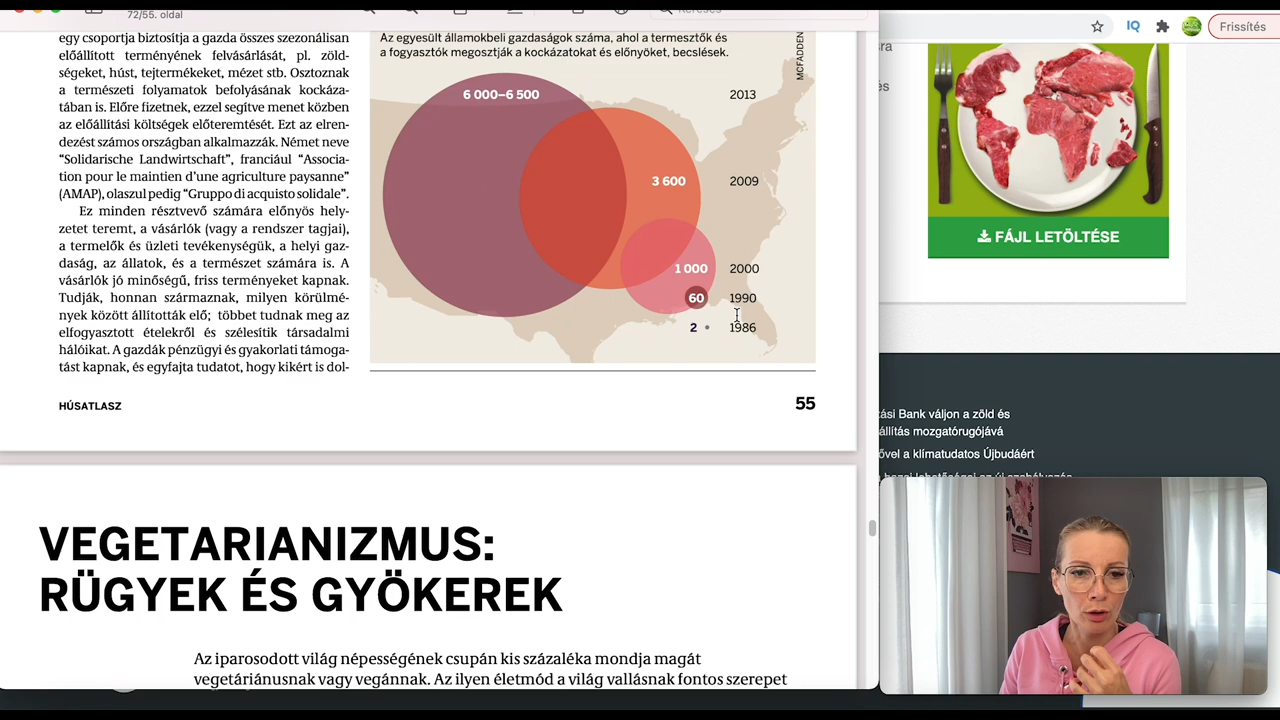 72/55. oldal
Keresés
Frissítés
egy csoportja biztosítja a gazda összes szezonálisan
előállított terményének felvásárlását, pl. zöld-
ségeket, húst, tejtermékeket, mézet stb. Osztoznak
a természeti folyamatok befolyásának kockáza-
tában is. Előre fizetnek, ezzel segítve menet közben
az előállítási költségek előteremtését. Ezt az elren-
dezést számos országban alkalmazzák. Német neve
“Solidarische Landwirtschaft”, franciául “Associa-
tion pour le maintien d’une agriculture paysanne”
(AMAP), olaszul pedig “Gruppo di acquisto solidale”.
Ez minden résztvevő számára előnyös hely-
zetet teremt, a vásárlók (vagy a rendszer tagjai),
a termelők és üzleti tevékenységük, a helyi gaz-
daság, az állatok, és a természet számára is. A
vásárlók jó minőségű, friss terményeket kapnak.
Tudják, honnan származnak, milyen körülmé-
nyek között állították elő; többet tudnak meg az
elfogyasztott ételekről és szélesítik társadalmi
hálóikat. A gazdák pénzügyi és gyakorlati támoga-
tást kapnak, és egyfajta tudatot, hogy kikért is dol-
Az egyesült államokbeli gazdaságok száma, ahol a termesztők és
a fogyasztók megosztják a kockázatokat és előnyöket, becslések.
MCFADDEN
6 000–6 500
2013
3 600
2009
1 000
2000
60
1990
2
1986
HÚSATLASZ
55
VEGETARIANIZMUS:
RÜGYEK ÉS GYÖKEREK
Az iparosodott világ népességének csupán kis százaléka mondja magát
vegetáriánusnak vagy vegánnak. Az ilyen életmód a világ vallásnak fontos szerepet
IQ
FÁJL LETÖLTÉSE
Bank váljon a zöld és
mozgatórugójává
a klímatudatos Újbudáért